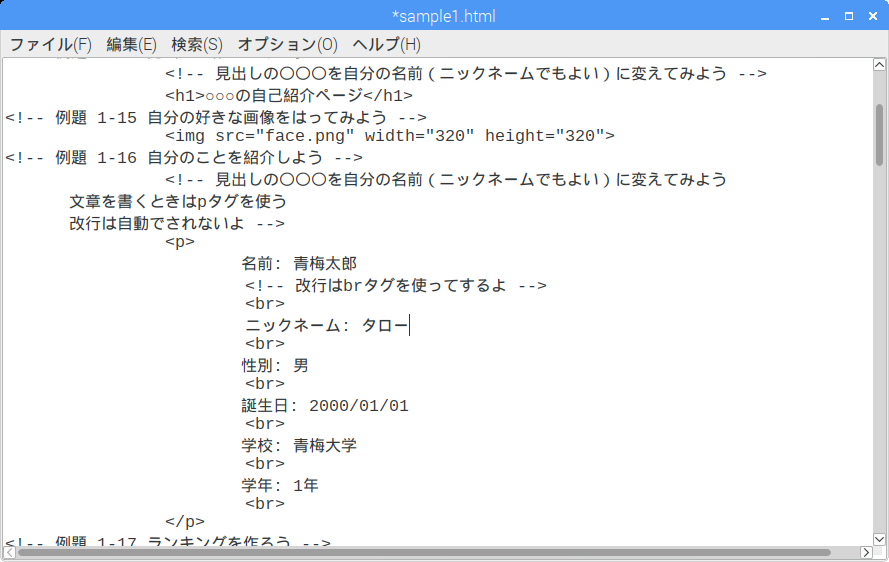 *sample1.html
ファイル(F) 編集(E) 検索(S) オプション(O) ヘルプ(H)
<!-- 見出しの〇〇〇を自分の名前(ニックネームでもよい)に変えてみよう -->
<h1>○○○の自己紹介ページ</h1>
<!-- 例題 1-15 自分の好きな画像をはってみよう -->
<img src="face.png" width="320" height="320">
<!-- 例題 1-16 自分のことを紹介しよう -->
<!-- 見出しの〇〇〇を自分の名前(ニックネームでもよい)に変えてみよう
文章を書くときはpタグを使う
改行は自動でされないよ -->
<p>
名前: 青梅太郎
<!-- 改行はbrタグを使ってするよ -->
<br>
ニックネーム: タロー
<br>
性別: 男
<br>
誕生日: 2000/01/01
<br>
学校: 青梅大学
<br>
学年: 1年
<br>
</p>
<!-- 例題 1-17 ランキングを作ろう -->